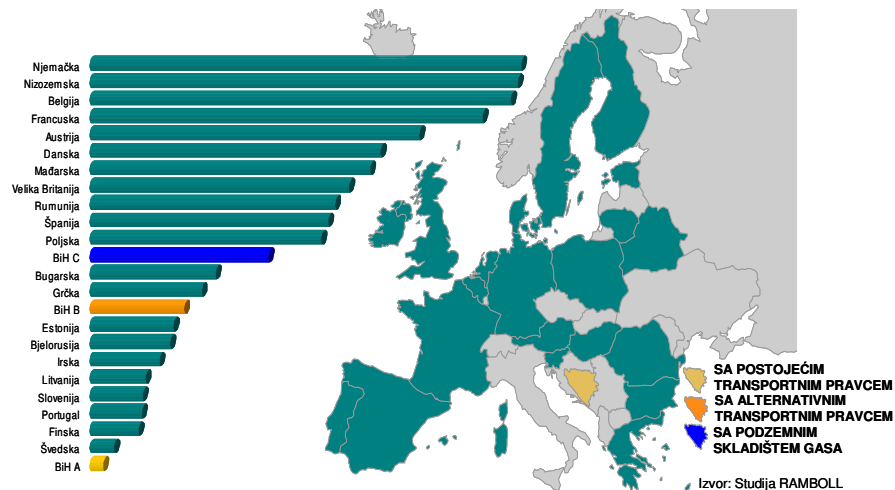 Njemačka
Nizozemska
Belgija
Francuska
Austrija
Danska
Mađarska
Velika Britanija
Rumunija
Španija
Poljska
BiH C
Bugarska
Grčka
BiH B
Estonija
Bjelorusija
Irska
Litvanija
Slovenija
Portugal
Finska
Švedska
BiH A
SA POSTOJEĆIM
TRANSPORTNIM PRAVCEM
SA ALTERNATIVNIM
TRANSPORTNIM PRAVCEM
SA PODZEMNIM
SKLADIŠTEM GASA
Izvor: Studija RAMBOLL